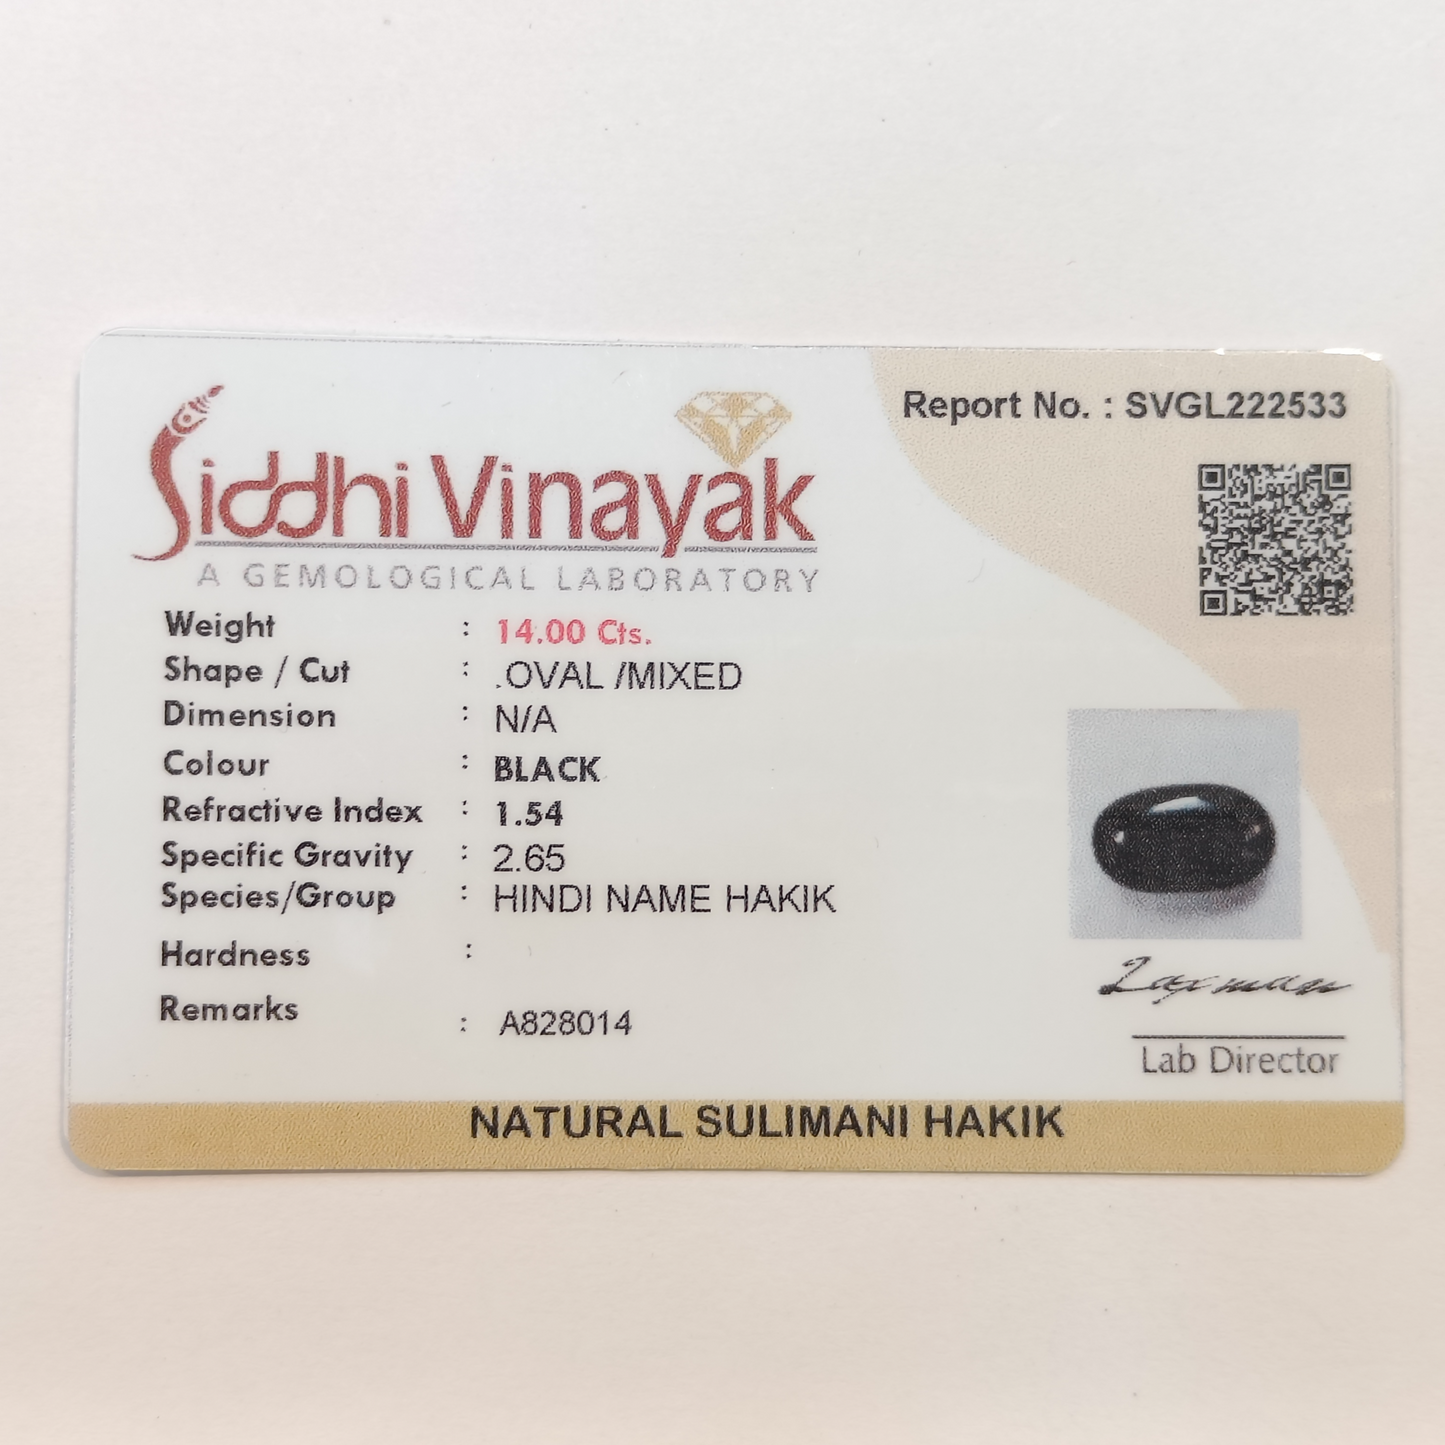 Report No. : SVGL222533
Siddhi Vinayak
A GEMOLOGICAL LABORATORY
Weight : 14.00 Cts.
Shape / Cut : .OVAL /MIXED
Dimension : N/A
Colour : BLACK
Refractive Index : 1.54
Specific Gravity : 2.65
Species/Group : HINDI NAME HAKIK
Hardness :
Remarks : A828014
Laxman
Lab Director
NATURAL SULIMANI HAKIK